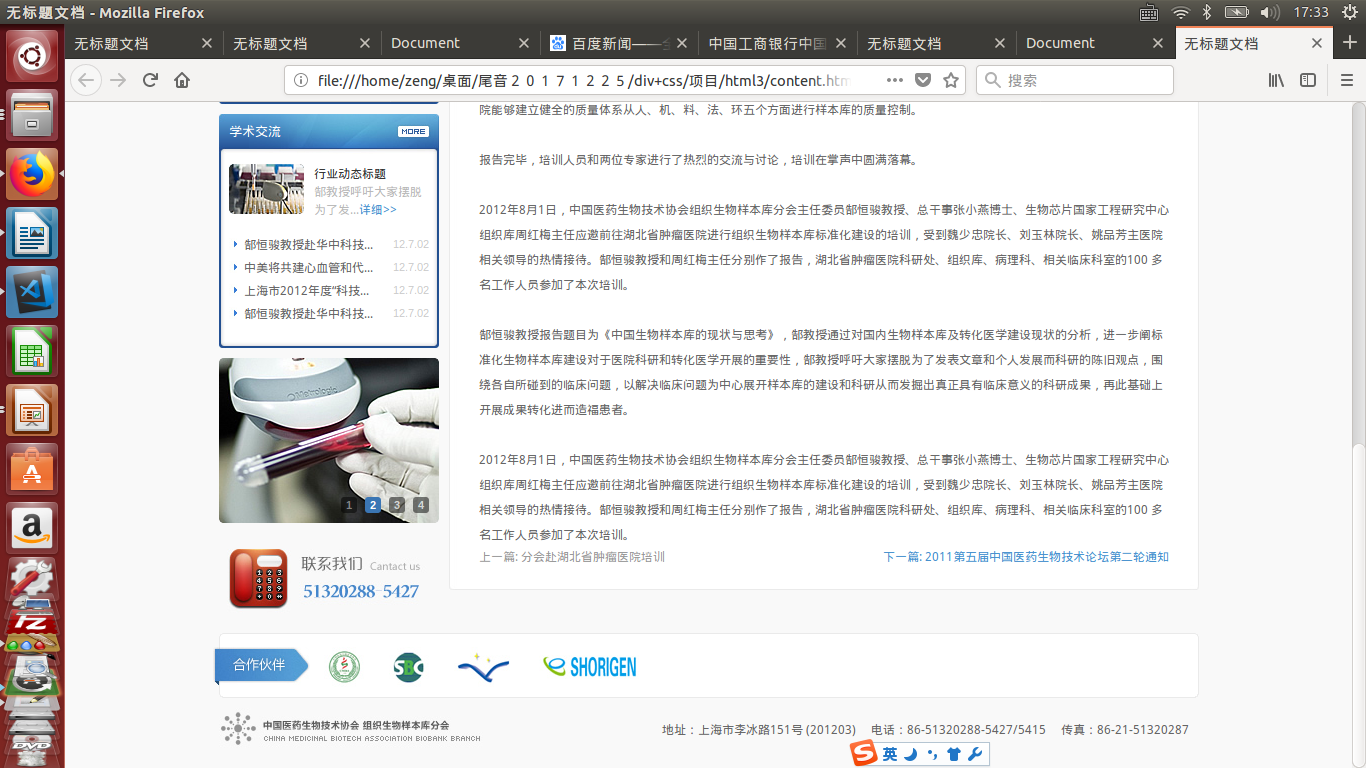 无标题文档 - Mozilla Firefox
17:33
无标题文档
无标题文档
Document
百度新闻——全
中国工商银行中国
无标题文档
Document
无标题文档
file:///home/zeng/桌面/尾音２０１７１２２５/div+css/项目/html3/content.htm
搜索
院能够建立健全的质量体系从人、机、料、法、环五个方面进行样本库的质量控制。
学术交流
MORE
行业动态标题
郜教授呼吁大家摆脱
为了发...详细>>
郜恒骏教授赴华中科技... 12.7.02
中美将共建心血管和代... 12.7.02
上海市2012年度“科技... 12.7.02
郜恒骏教授赴华中科技... 12.7.02
Metrologic
1 2 3 4
联系我们 Cantact us
51320288-5427
报告完毕，培训人员和两位专家进行了热烈的交流与讨论，培训在掌声中圆满落幕。
2012年8月1日，中国医药生物技术协会组织生物样本库分会主任委员郜恒骏教授、总干事张小燕博士、生物芯片国家工程研究中心
组织库周红梅主任应邀前往湖北省肿瘤医院进行组织生物样本库标准化建设的培训，受到魏少忠院长、刘玉林院长、姚品芳主医院
相关领导的热情接待。郜恒骏教授和周红梅主任分别作了报告，湖北省肿瘤医院科研处、组织库、病理科、相关临床科室的100 多
名工作人员参加了本次培训。
郜恒骏教授报告题目为《中国生物样本库的现状与思考》，郜教授通过对国内生物样本库及转化医学建设现状的分析，进一步阐标
准化生物样本库建设对于医院科研和转化医学开展的重要性，郜教授呼吁大家摆脱为了发表文章和个人发展而科研的陈旧观点，围
绕各自所碰到的临床问题，以解决临床问题为中心展开样本库的建设和科研从而发掘出真正具有临床意义的科研成果，再此基础上
开展成果转化进而造福患者。
2012年8月1日，中国医药生物技术协会组织生物样本库分会主任委员郜恒骏教授、总干事张小燕博士、生物芯片国家工程研究中心
组织库周红梅主任应邀前往湖北省肿瘤医院进行组织生物样本库标准化建设的培训，受到魏少忠院长、刘玉林院长、姚品芳主医院
相关领导的热情接待。郜恒骏教授和周红梅主任分别作了报告，湖北省肿瘤医院科研处、组织库、病理科、相关临床科室的100 多
名工作人员参加了本次培训。
上一篇: 分会赴湖北省肿瘤医院培训
下一篇: 2011第五届中国医药生物技术论坛第二轮通知
合作伙伴
SBC
SHORIGEN
中国医药生物技术协会 组织生物样本库分会
CHINA MEDICINAL BIOTECH ASSOCIATION BIOBANK BRANCH
地址：上海市李冰路151号 (201203) 电话：86-51320288-5427/5415 传真：86-21-51320287
英